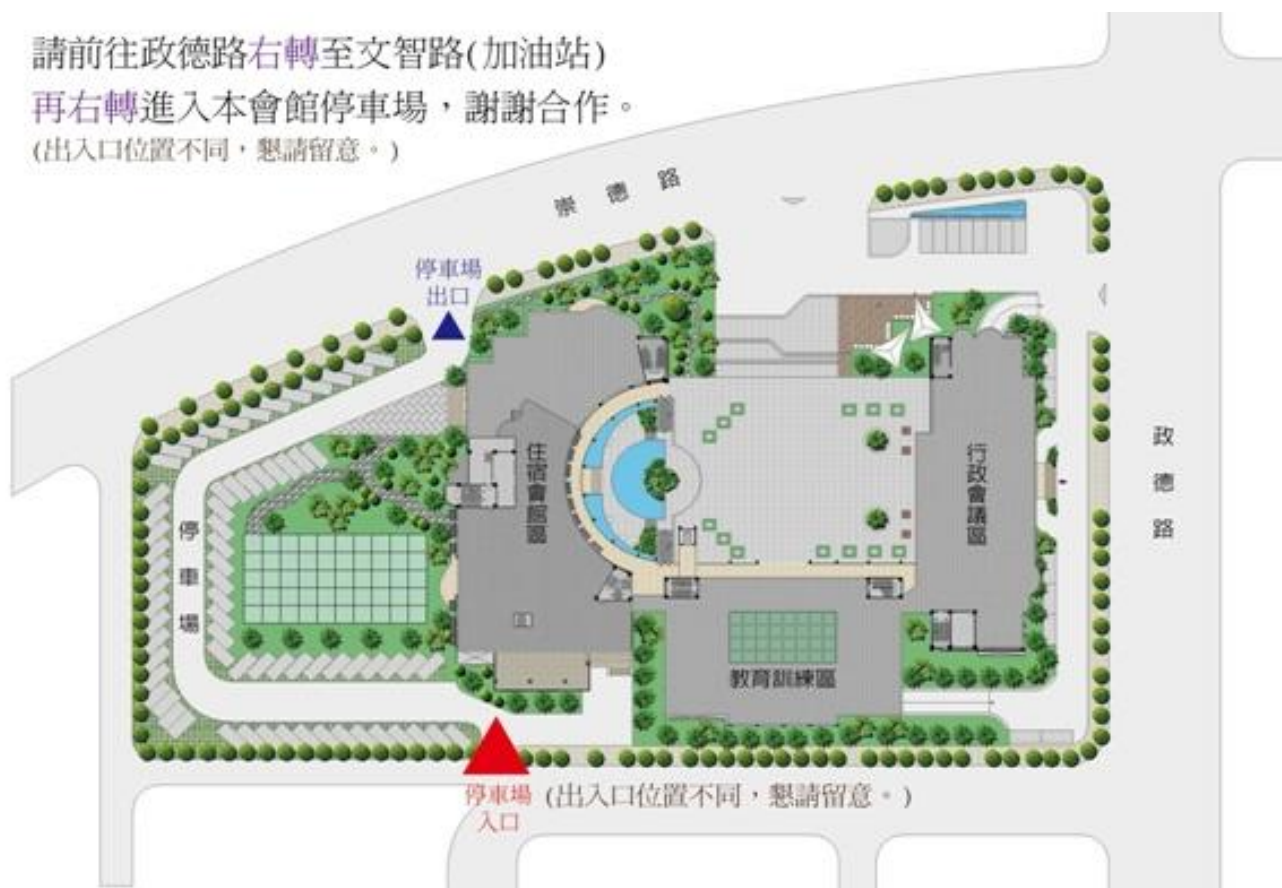 請前往政德路右轉至文智路(加油站)
再右轉進入本會館停車場，謝謝合作。
(出入口位置不同，懇請留意。)
崇德路
停車場
出口
住宿會館區
行政會議區
政德路
停車場
教育訓練區
停車場
入口
(出入口位置不同，懇請留意。)